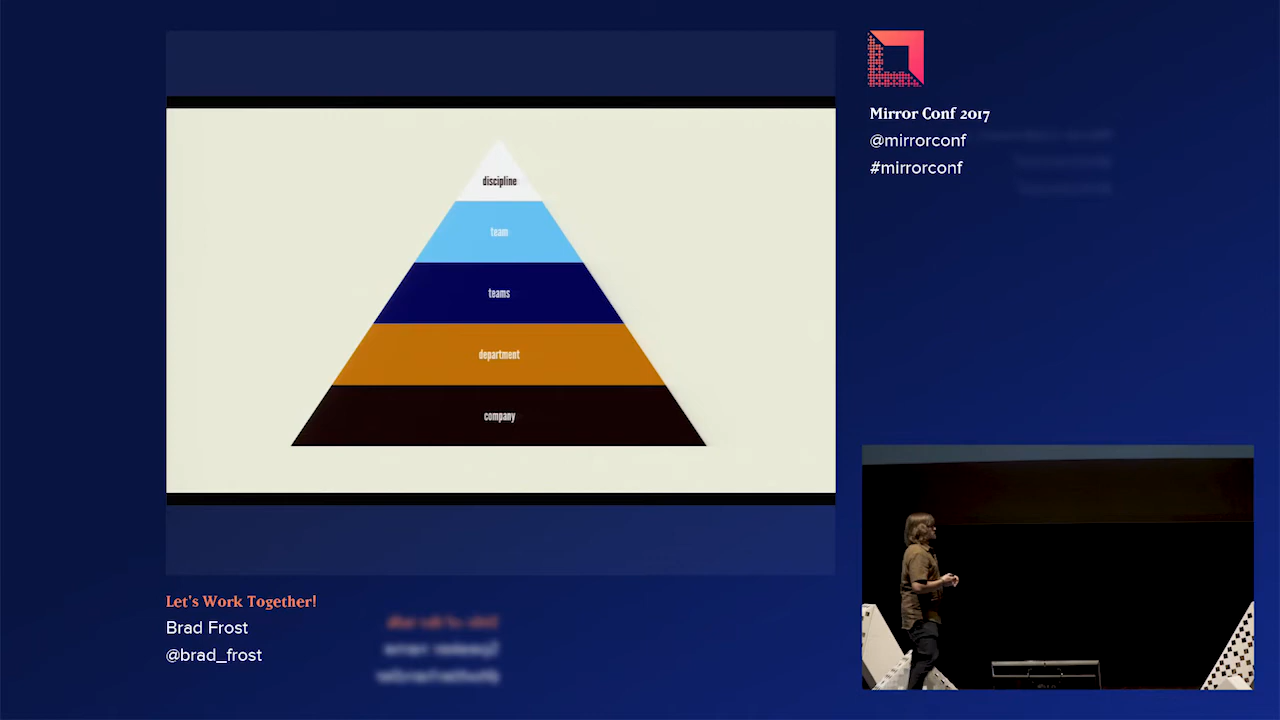 discipline
team
teams
department
company
Mirror Conf 2017
@mirrorconf
#mirrorconf
Let's Work Together!
Brad Frost
@brad_frost